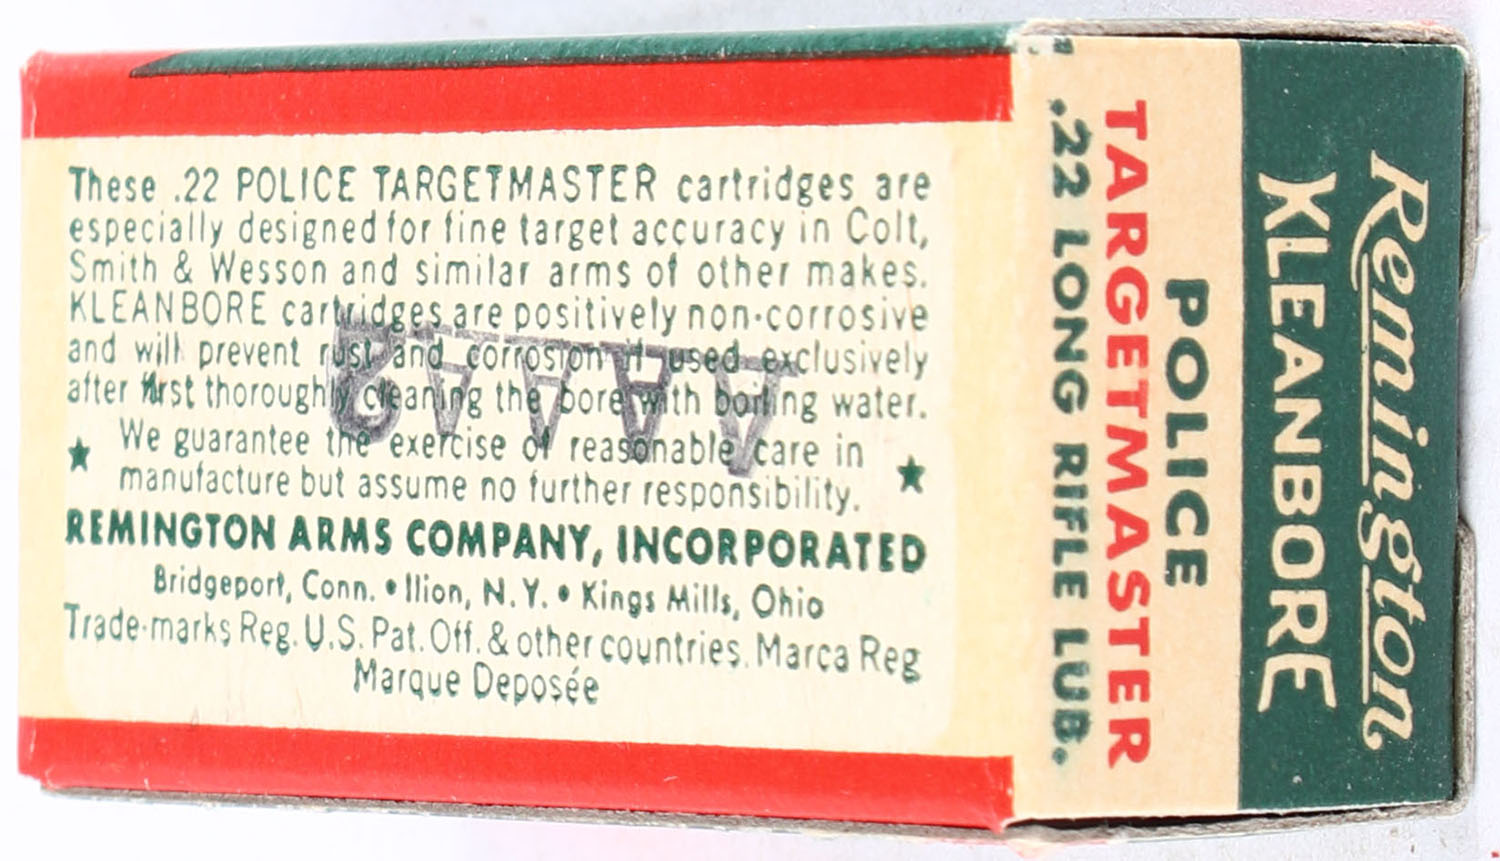 These .22 POLICE TARGETMASTER cartridges are
especially designed for fine target accuracy in Colt,
Smith & Wesson and similar arms of other makes.
KLEANBORE cartridges are positively non-corrosive
and will prevent rust and corrosion if used exclusively
after first thoroughly cleaning the bore with boiling water.
We guarantee the exercise of reasonable care in
manufacture but assume no further responsibility.
REMINGTON ARMS COMPANY, INCORPORATED
Bridgeport, Conn. • Ilion, N.Y. • Kings Mills, Ohio
Trade-marks Reg. U.S. Pat. Off. & other countries. Marca Reg
Marque Deposée
Remington
KLEANBORE
POLICE
TARGETMASTER
.22 LONG RIFLE LUB.